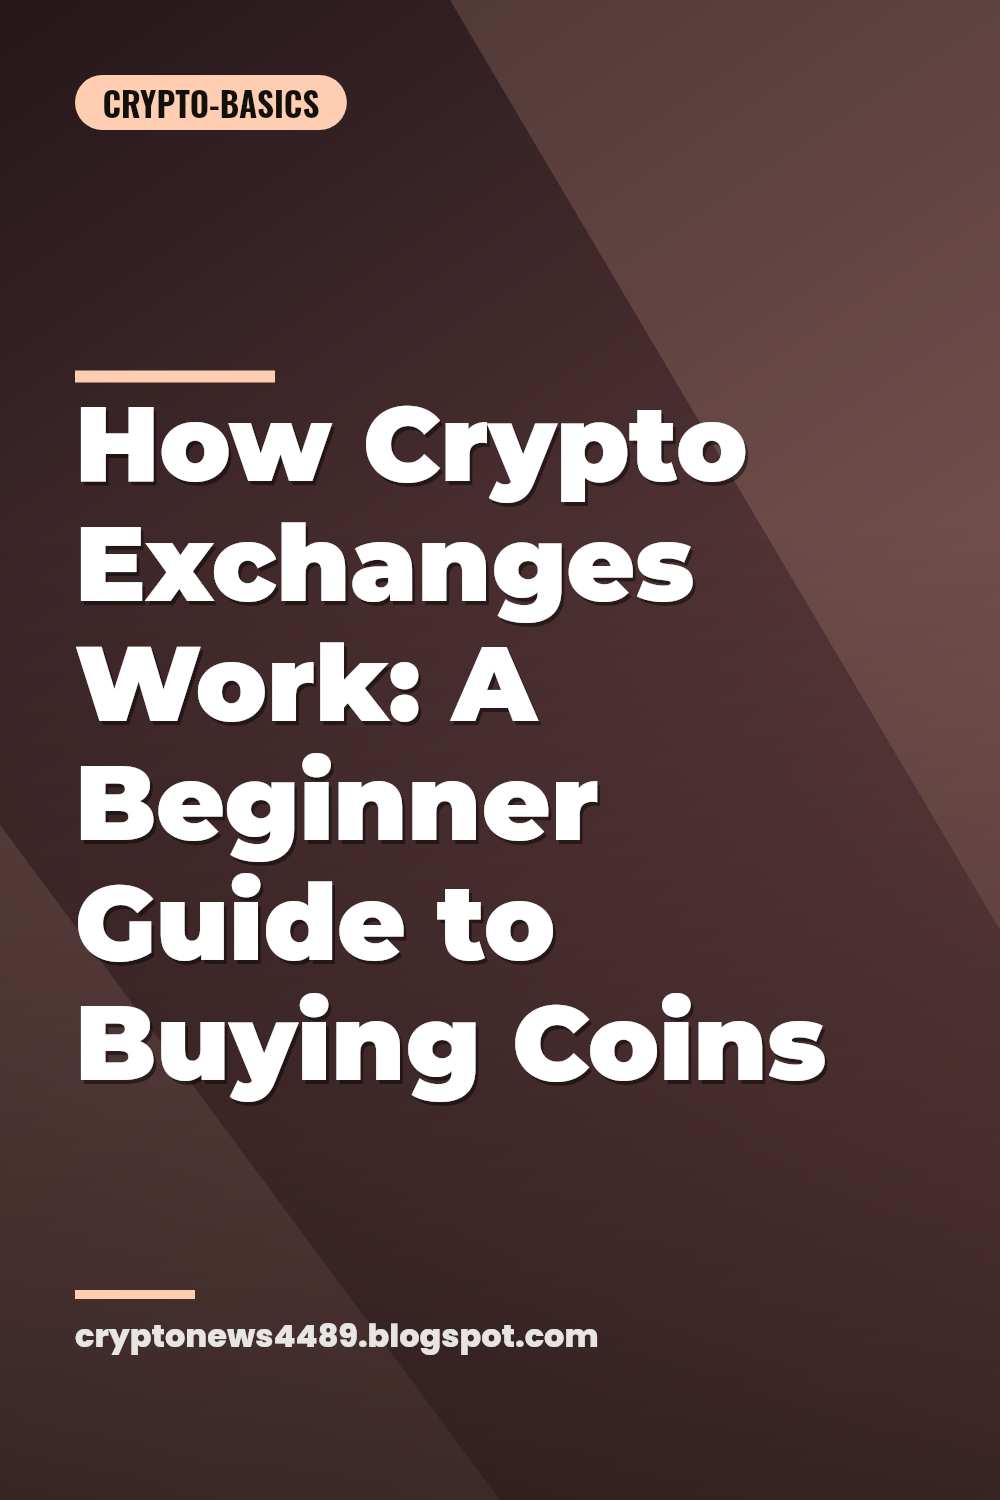 CRYPTO-BASICS
How Crypto
Exchanges
Work: A
Beginner
Guide to
Buying Coins
cryptonews4489.blogspot.com